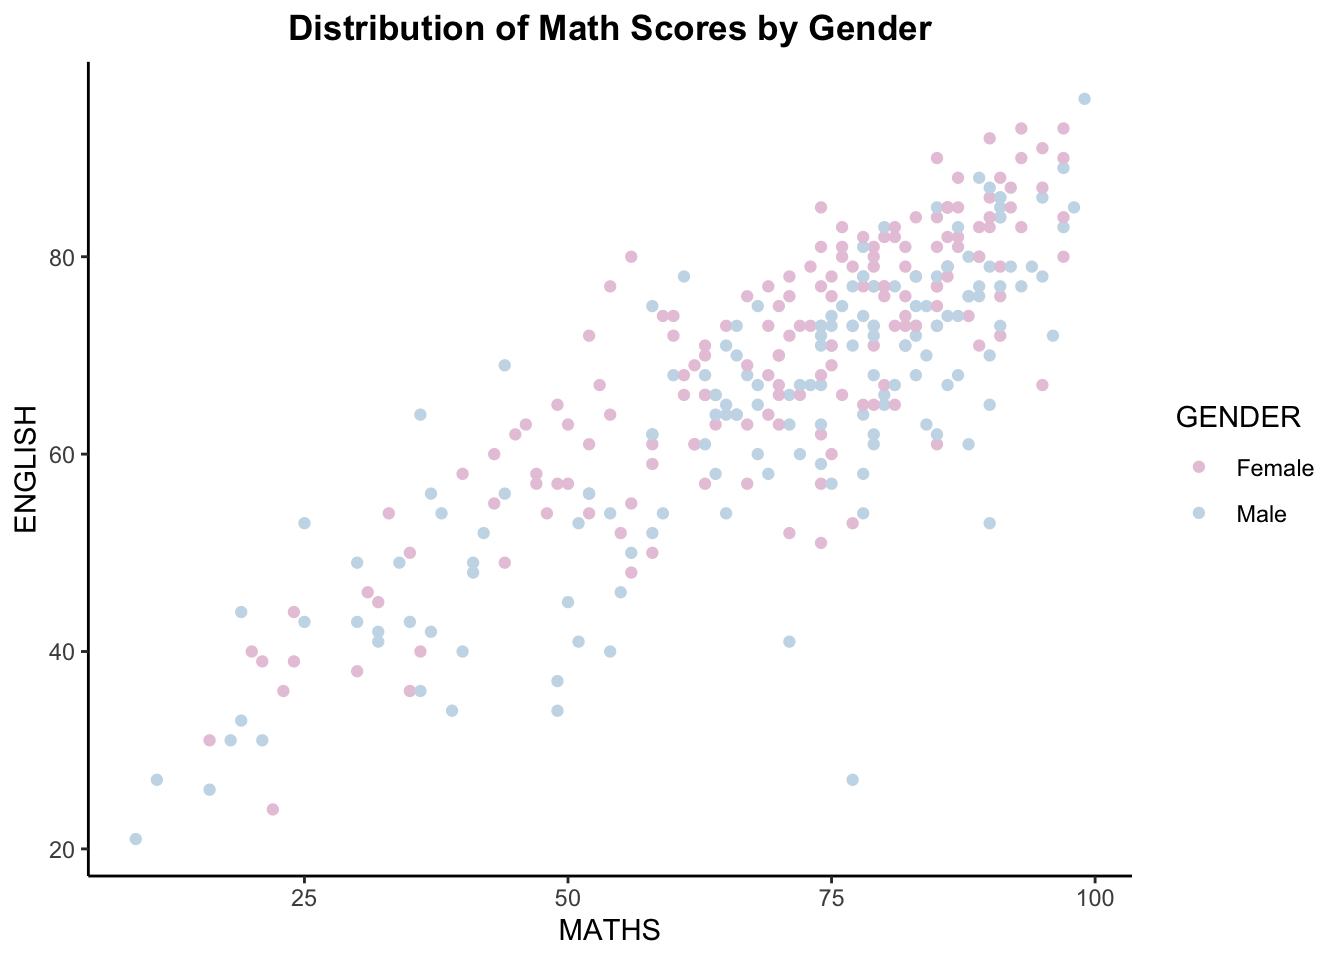 Distribution of Math Scores by Gender
ENGLISH
80
60
40
20
25 50 75 100
MATHS
GENDER
Female
Male